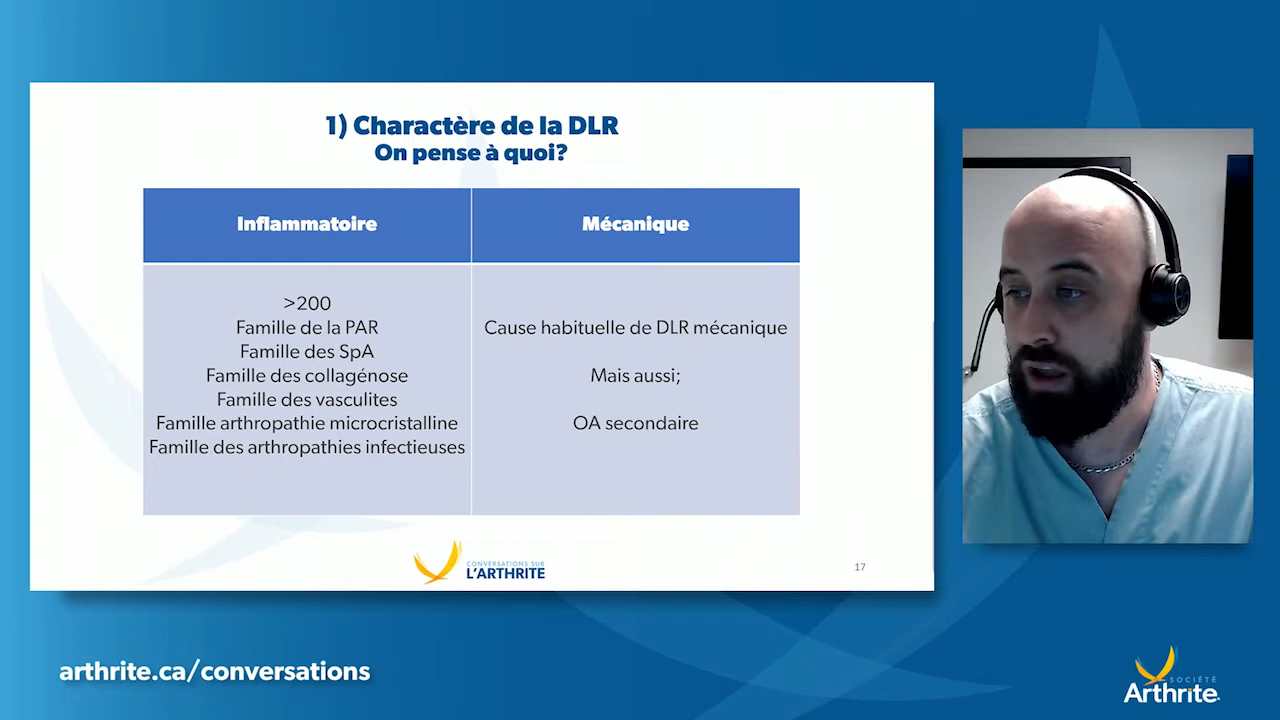 1) Charactère de la DLR
On pense à quoi?
Inflammatoire
Mécanique
>200
Famille de la PAR
Famille des SpA
Famille des collagénose
Famille des vasculites
Famille arthropathie microcristalline
Famille des arthropathies infectieuses
Cause habituelle de DLR mécanique
Mais aussi;
OA secondaire
CONVERSATIONS SUR
L'ARTHRITE
17
arthrite.ca/conversations
SOCIÉTÉ
Arthrite